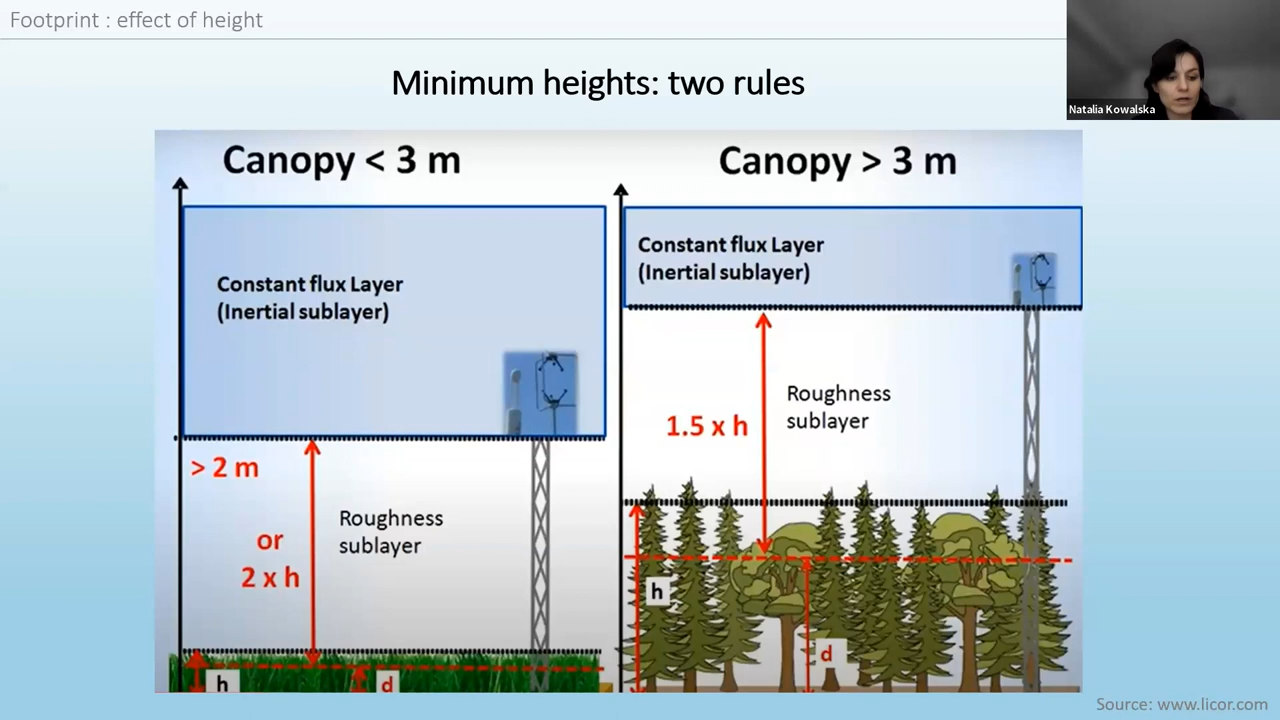 Footprint : effect of height
Natalia Kowalska
Minimum heights: two rules
Canopy < 3 m
Constant flux Layer
(Inertial sublayer)
> 2 m
or
2 x h
Roughness
sublayer
h
d
Canopy > 3 m
Constant flux Layer
(Inertial sublayer)
1.5 x h
Roughness
sublayer
h
d
Source: www.licor.com